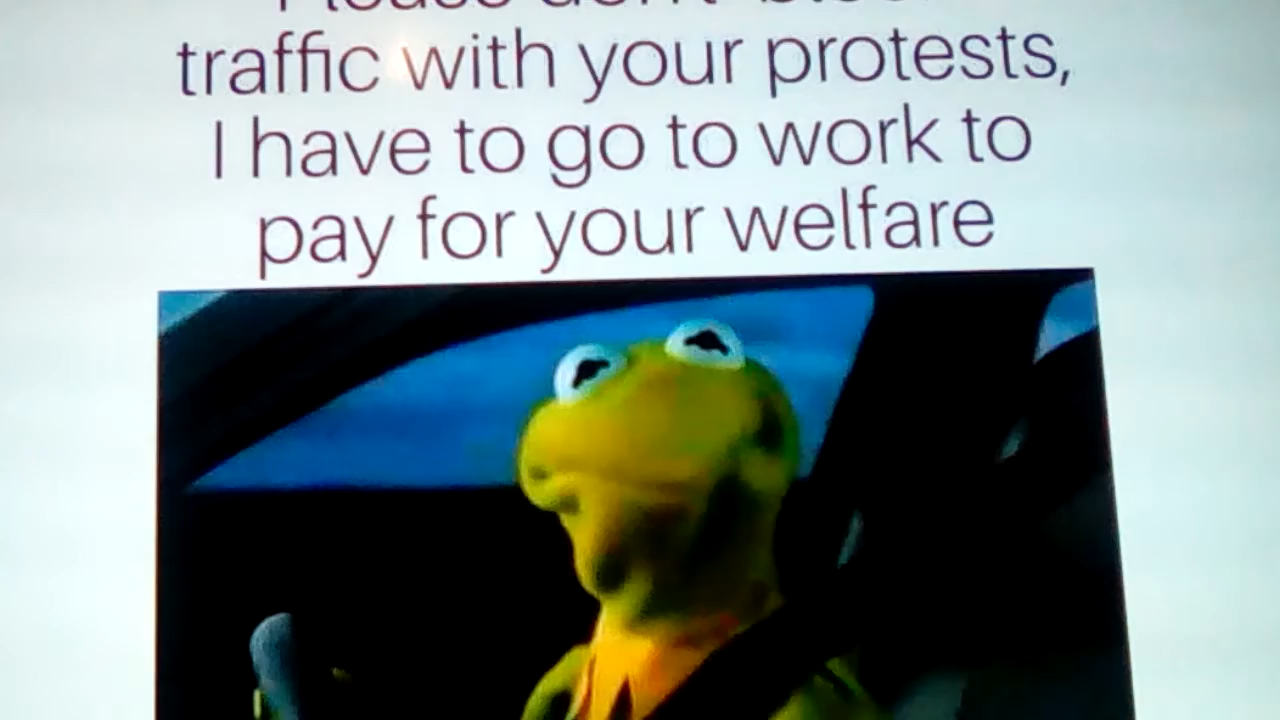 traffic with your protests,
I have to go to work to
pay for your welfare